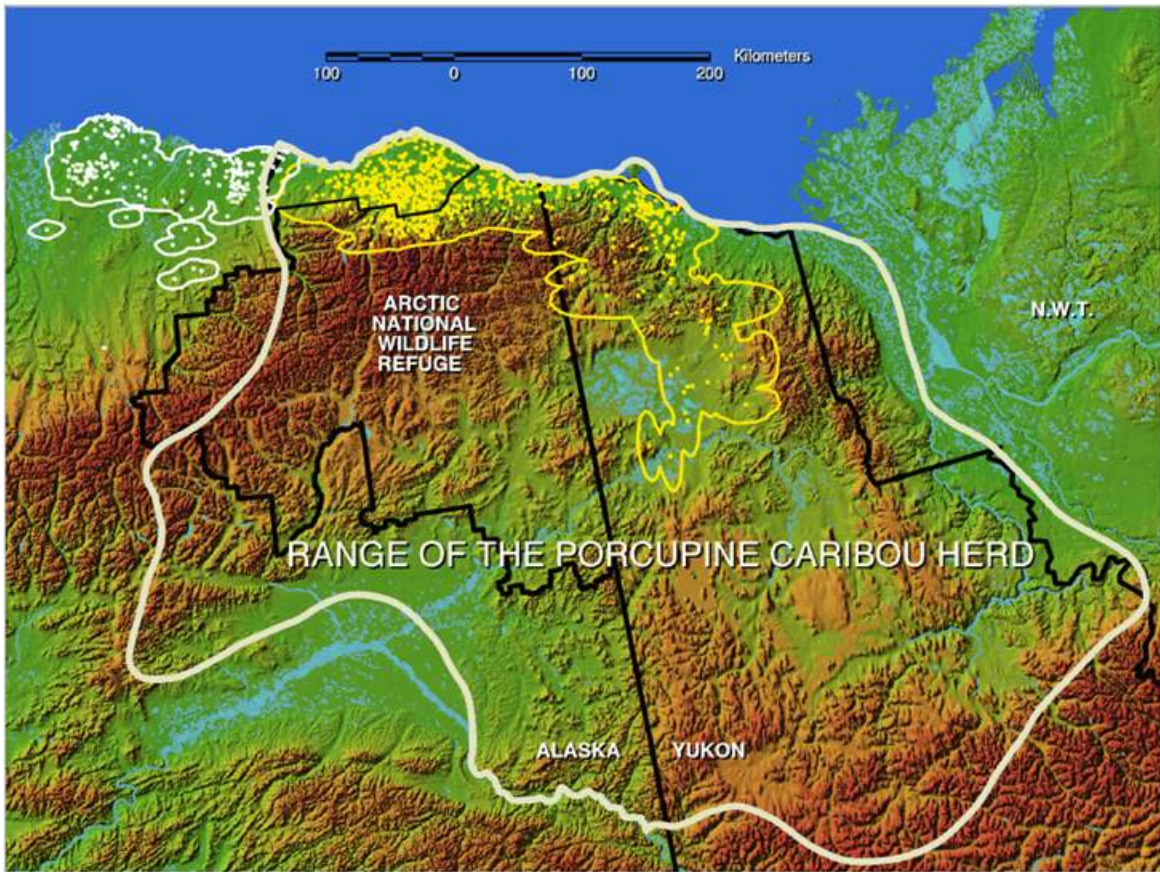 Kilometers
100 0 100 200
N.W.T.
ARCTIC
NATIONAL
WILDLIFE
REFUGE
RANGE OF THE PORCUPINE CARIBOU HERD
ALASKA YUKON